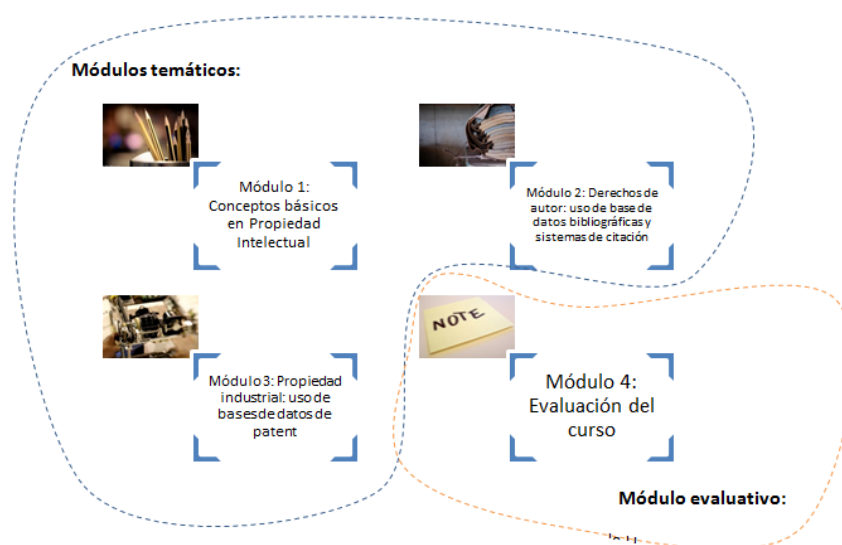 Módulos temáticos:
Módulo 1:
Conceptos básicos
en Propiedad
Intelectual
Módulo 2: Derechos de
autor: uso de base de
datos bibliográficas y
sistemas de citación
Módulo 3: Propiedad
industrial: uso de
bases de datos de
patent
NOTE
Módulo 4:
Evaluación del
curso
Módulo evaluativo: